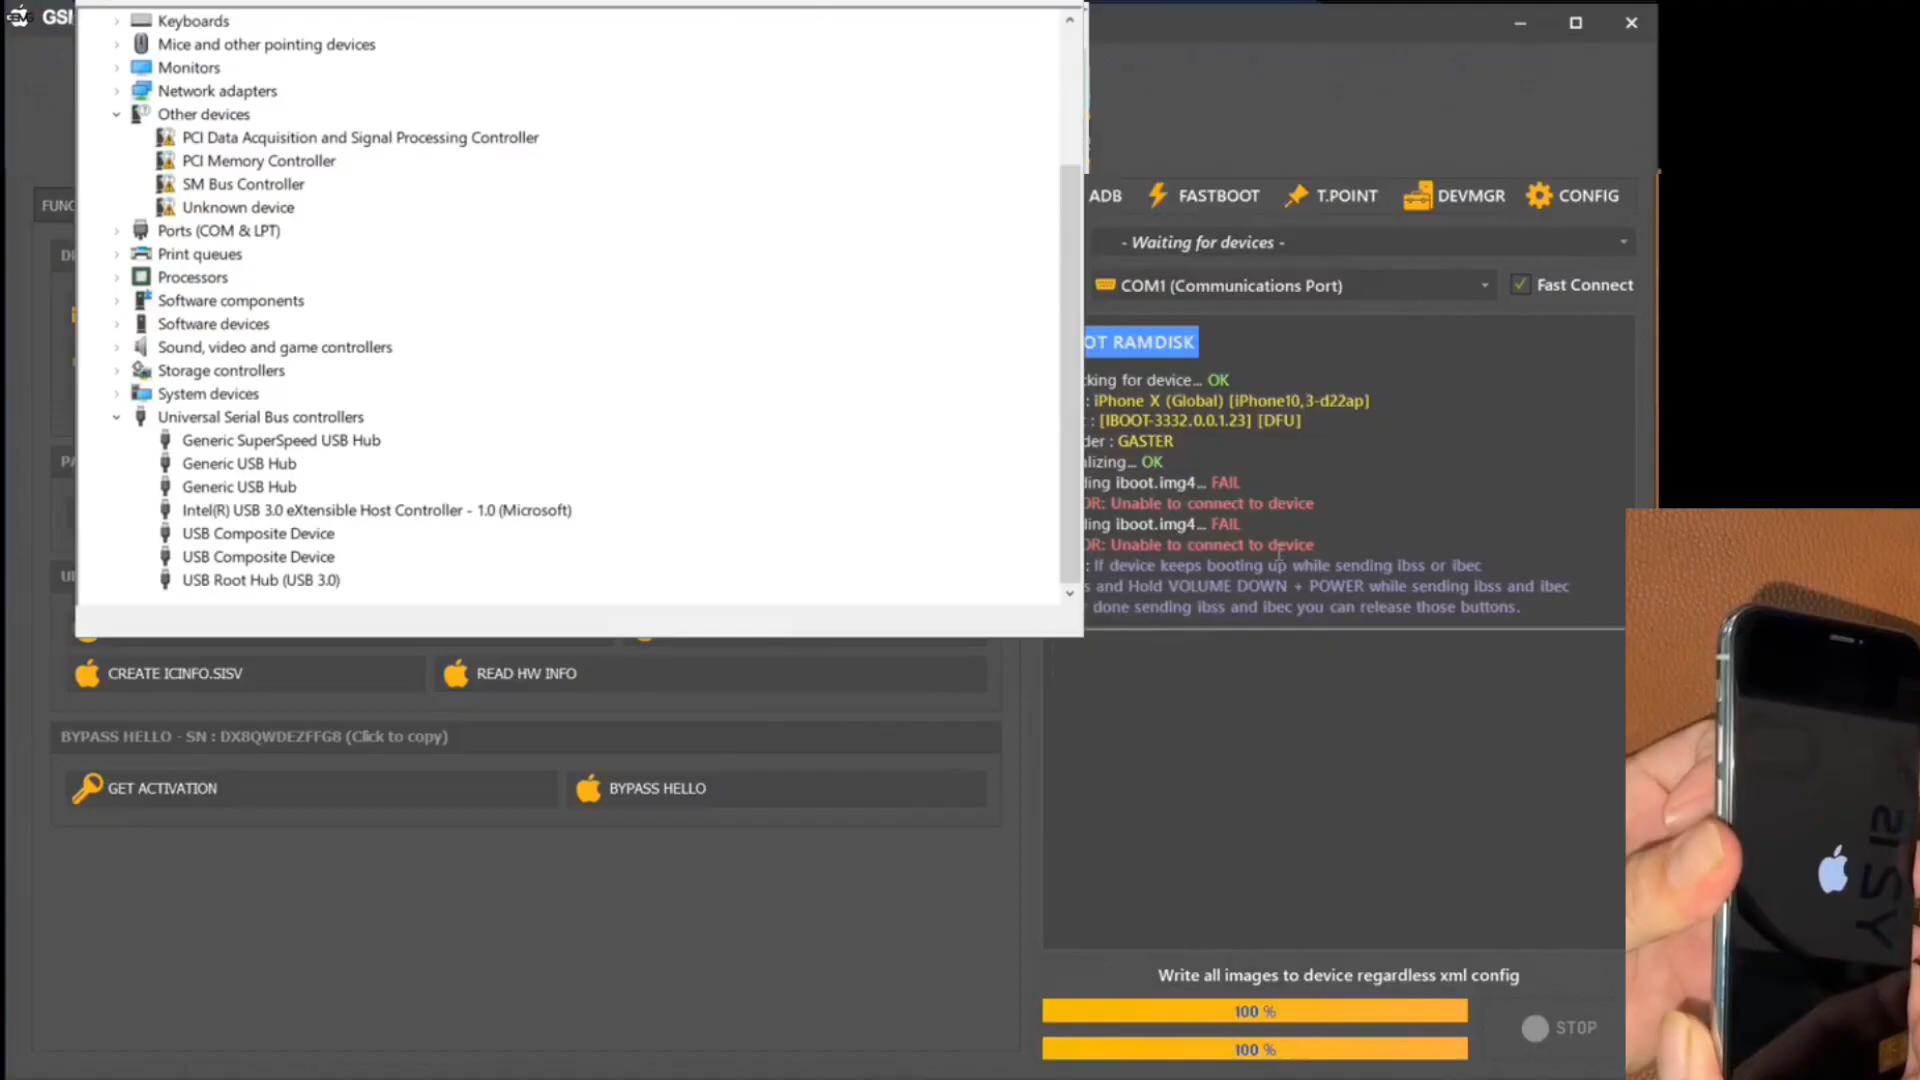 GSM
Keyboards
Mice and other pointing devices
Monitors
Network adapters
Other devices
PCI Data Acquisition and Signal Processing Controller
PCI Memory Controller
SM Bus Controller
Unknown device
Ports (COM & LPT)
Print queues
Processors
Software components
Software devices
Sound, video and game controllers
Storage controllers
System devices
Universal Serial Bus controllers
Generic SuperSpeed USB Hub
Generic USB Hub
Generic USB Hub
Intel(R) USB 3.0 eXtensible Host Controller - 1.0 (Microsoft)
USB Composite Device
USB Composite Device
USB Root Hub (USB 3.0)
FUNC
CREATE ICINFO.SISV READ HW INFO
BYPASS HELLO - SN : DX8QWDEZFFG8 (Click to copy)
GET ACTIVATION BYPASS HELLO
ADB FASTBOOT T.POINT DEVMGR CONFIG
- Waiting for devices -
COM1 (Communications Port) Fast Connect
OT RAMDISK
king for device... OK
: iPhone X (Global) [iPhone10,3-d22ap]
: [IBOOT-3332.0.0.1.23] [DFU]
der : GASTER
lizing... OK
ding iboot.img4... FAIL
OR: Unable to connect to device
ding iboot.img4... FAIL
OR: Unable to connect to device
: If device keeps booting up while sending ibss or ibec
s and Hold VOLUME DOWN + POWER while sending ibss and ibec
done sending ibss and ibec you can release those buttons.
Write all images to device regardless xml config
100 %
STOP
100 %